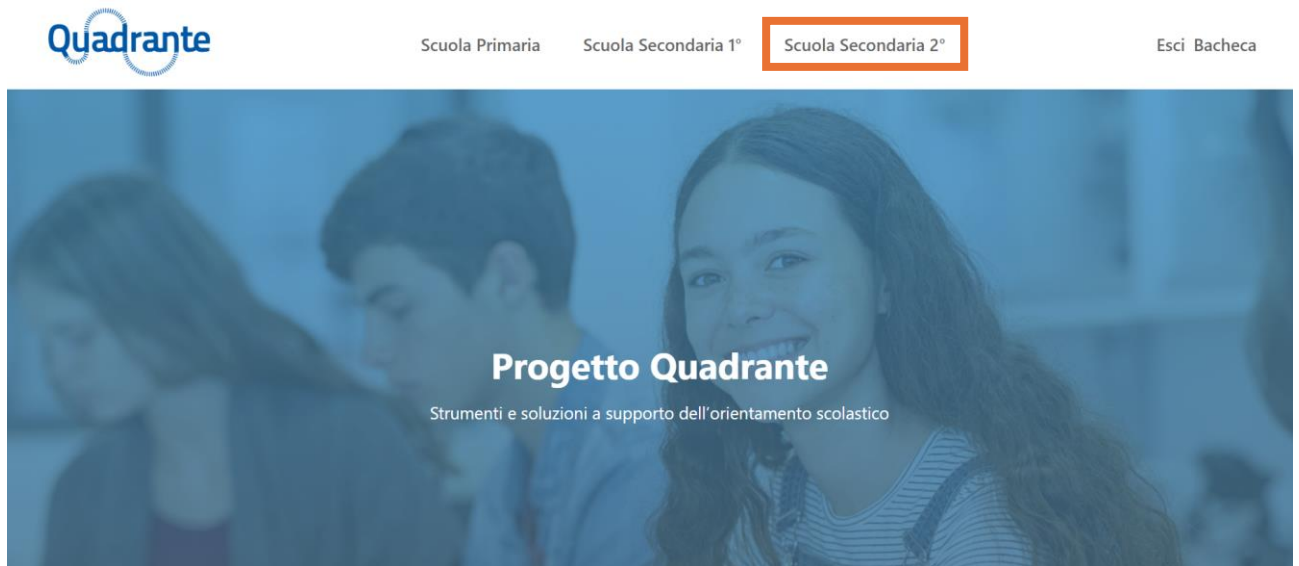 Quadrante
Scuola Primaria Scuola Secondaria 1° Scuola Secondaria 2° Esci Bacheca
Progetto Quadrante
Strumenti e soluzioni a supporto dell'orientamento scolastico